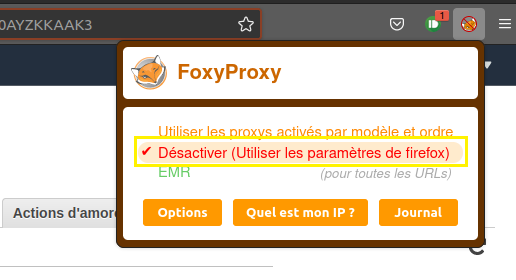 0AYZKKAAK3
1
FoxyProxy
Utiliser les proxys activés par modèle et ordre
✔ Désactiver (Utiliser les paramètres de firefox)
EMR (pour toutes les URLs)
Actions d'amor
Options Quel est mon IP ? Journal